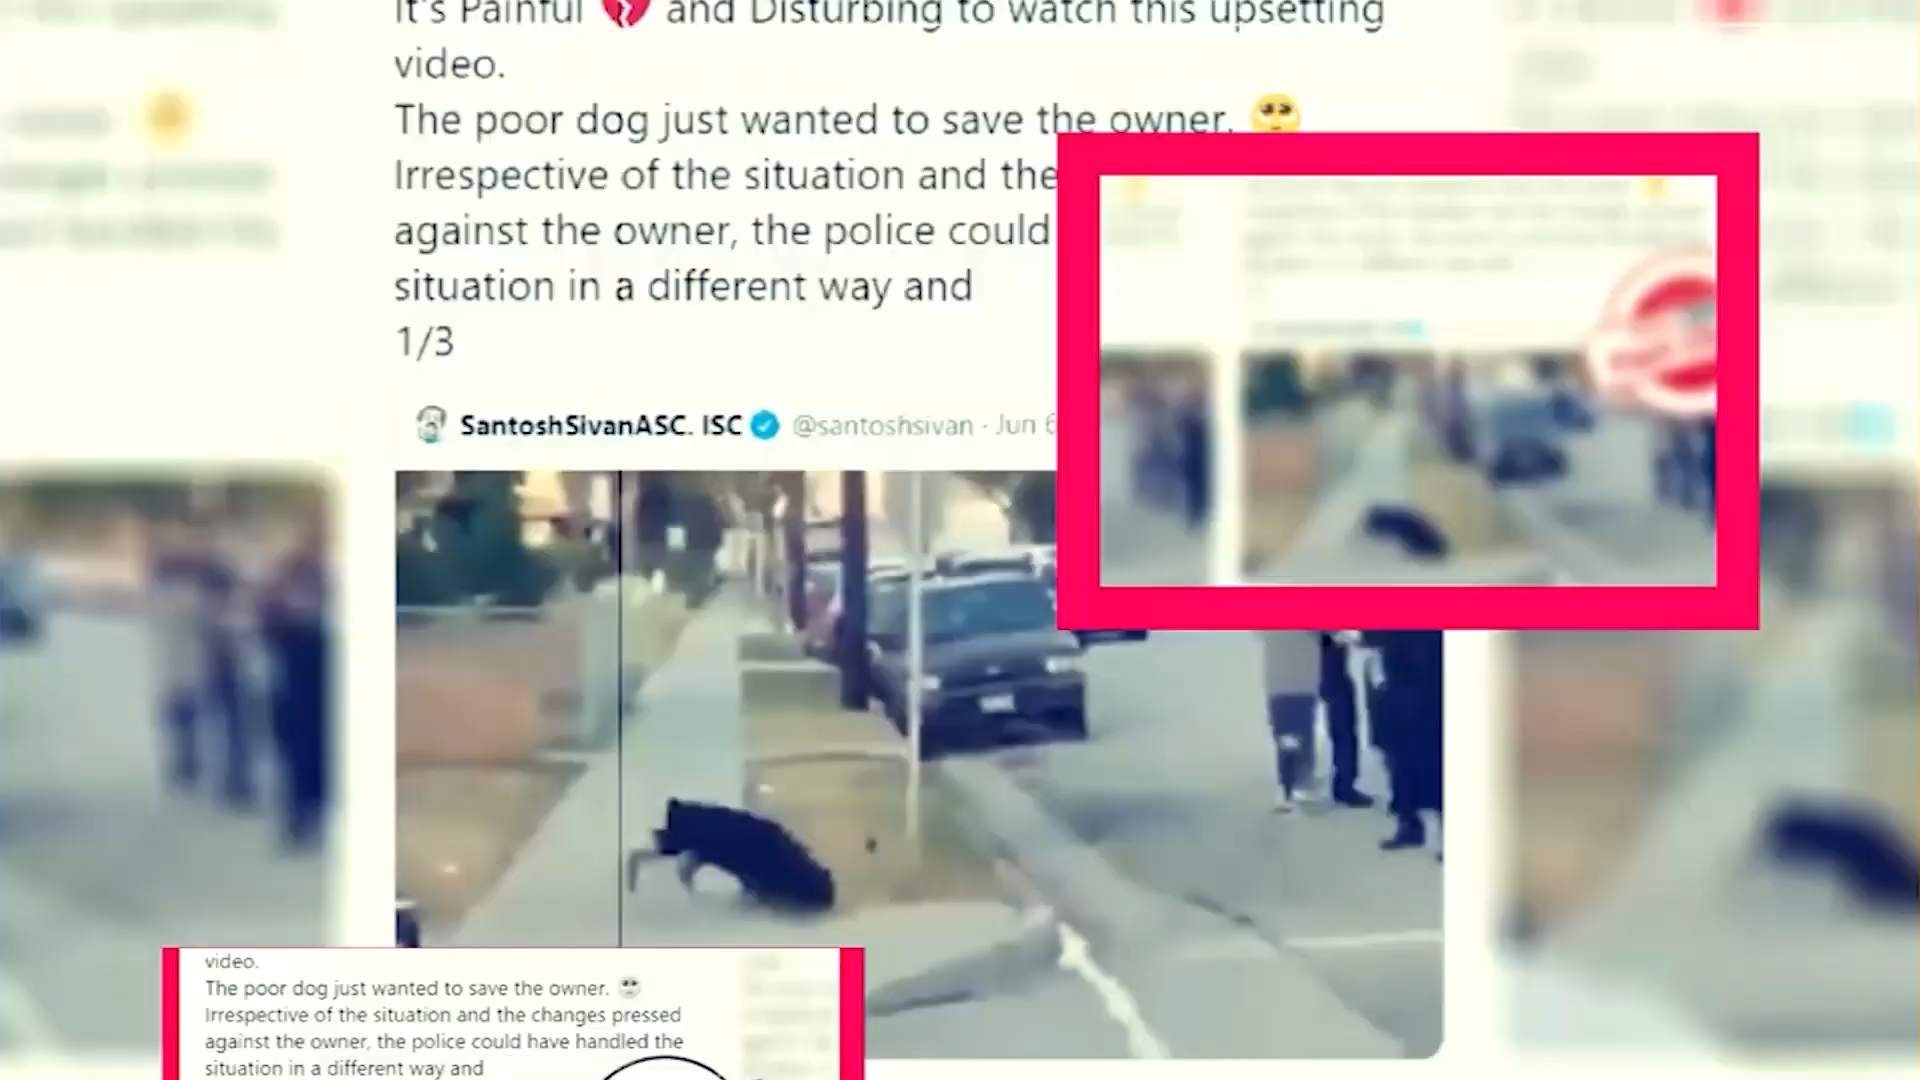 It's Painful 💔 and Disturbing to watch this upsetting
video.
The poor dog just wanted to save the owner. 🥺
Irrespective of the situation and the
against the owner, the police could
situation in a different way and
1/3
SantoshSivanASC. ISC @santoshsivan · Jun 6
video.
The poor dog just wanted to save the owner. 🥺
Irrespective of the situation and the changes pressed
against the owner, the police could have handled the
situation in a different way and